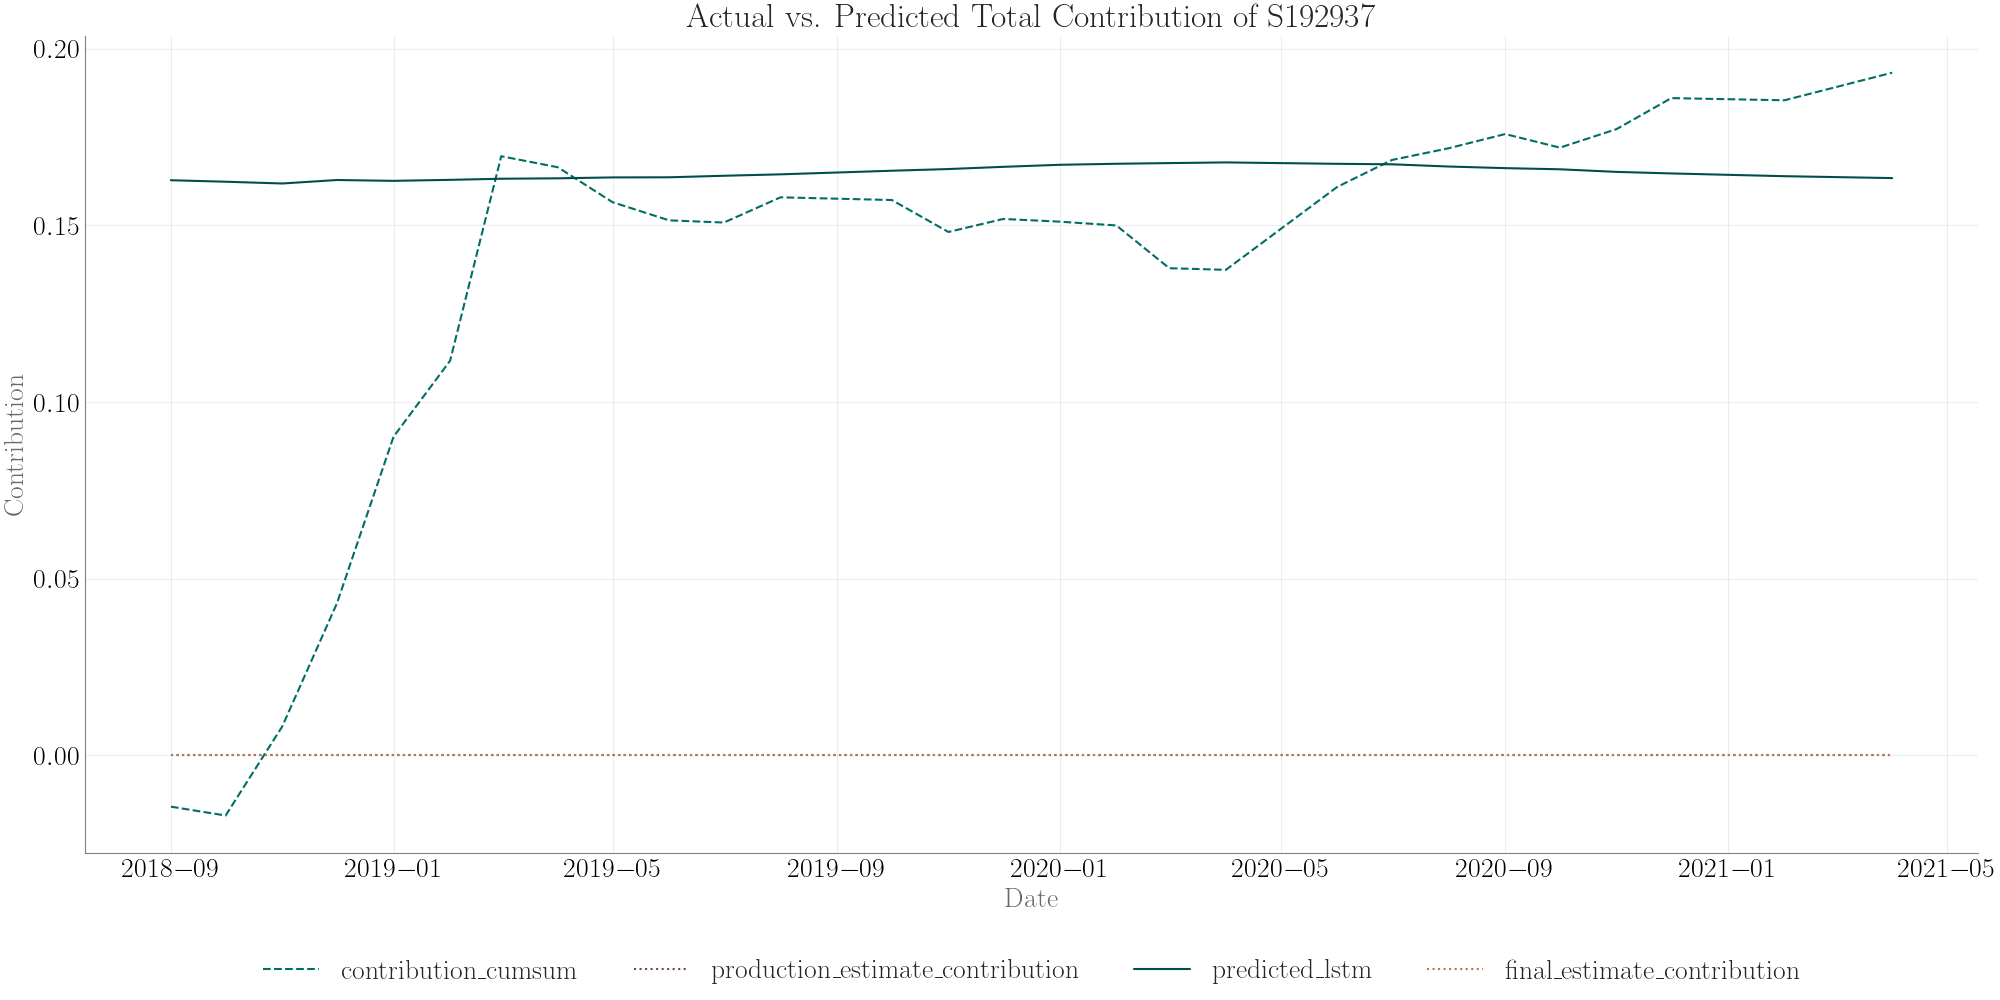 Actual vs. Predicted Total Contribution of S192937
0.20
0.15
0.10
0.05
0.00
Contribution
2018−09 2019−01 2019−05 2019−09 2020−01 2020−05 2020−09 2021−01 2021−05
Date
contribution_cumsum production_estimate_contribution predicted_lstm final_estimate_contribution